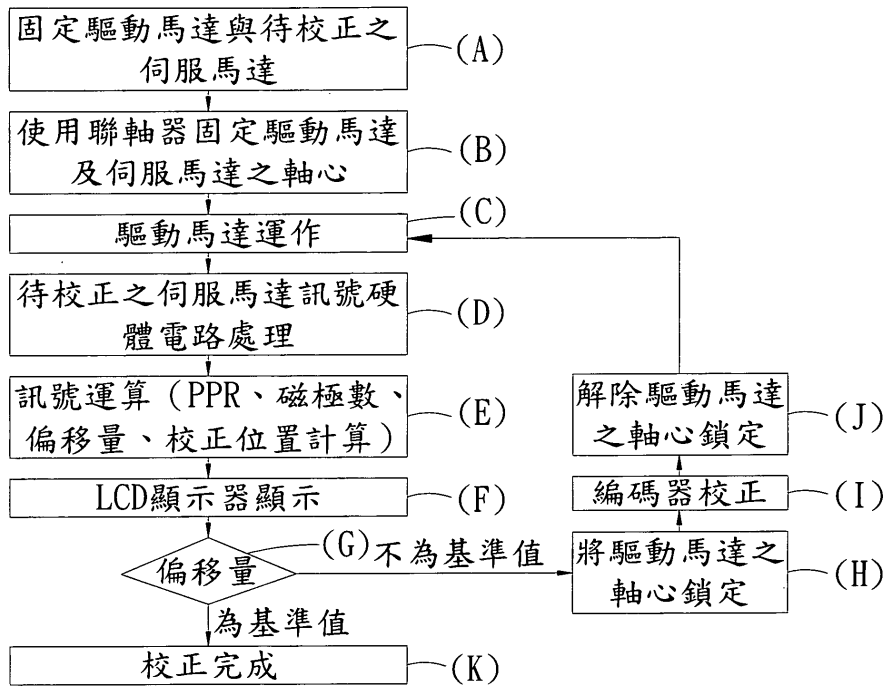 固定驅動馬達與待校正之
伺服馬達
(A)
使用聯軸器固定驅動馬達
及伺服馬達之軸心
(B)
驅動馬達運作
(C)
待校正之伺服馬達訊號硬
體電路處理
(D)
訊號運算（PPR、磁極數、
偏移量、校正位置計算）
(E)
LCD顯示器顯示
(F)
偏移量
(G)
不為基準值
為基準值
將驅動馬達之
軸心鎖定
(H)
編碼器校正
(I)
解除驅動馬達
之軸心鎖定
(J)
校正完成
(K)